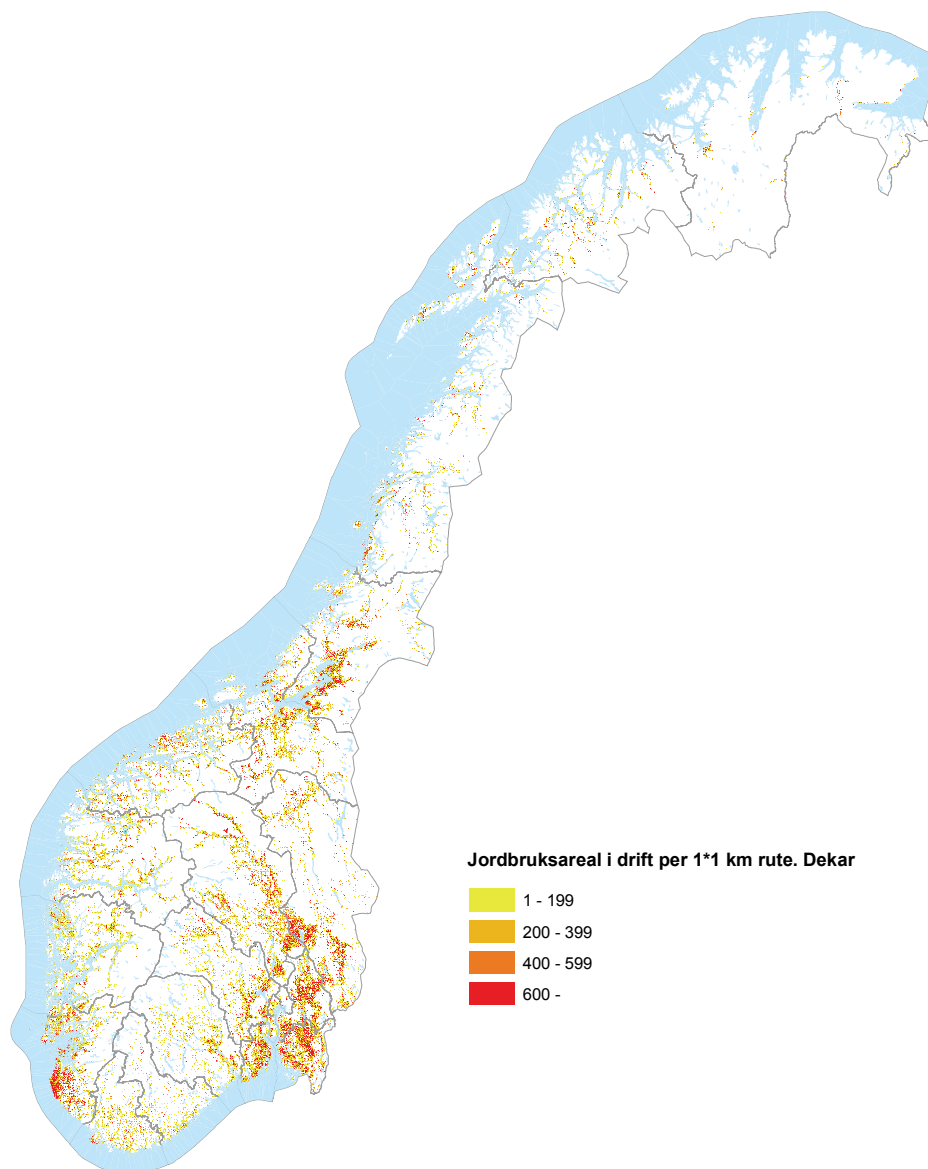 Jordbruksareal i drift per 1*1 km rute. Dekar
1 - 199
200 - 399
400 - 599
600 -